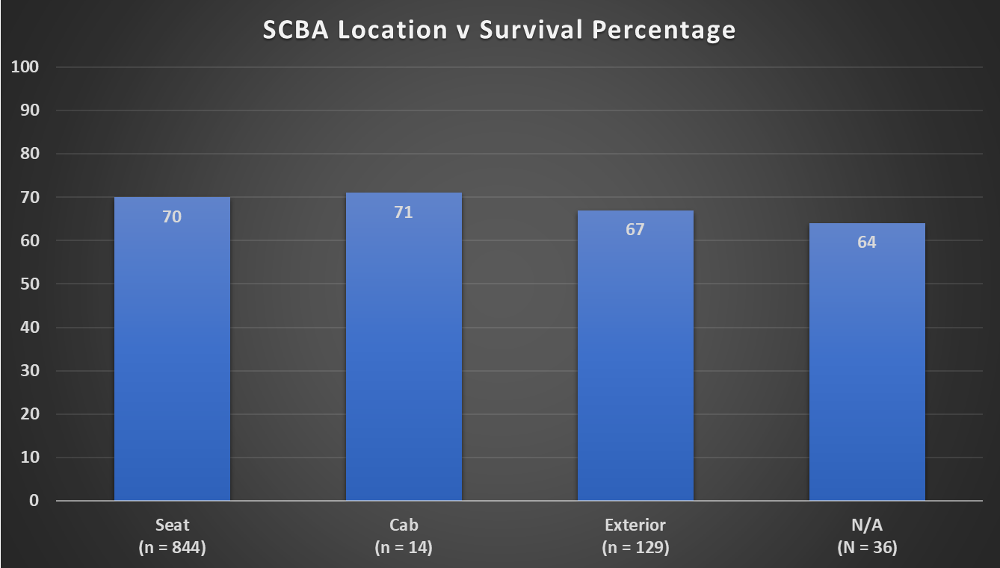 SCBA Location v Survival Percentage
100
90
80
70
60
50
40
30
20
10
0
70
71
67
64
Seat
(n = 844)
Cab
(n = 14)
Exterior
(n = 129)
N/A
(N = 36)